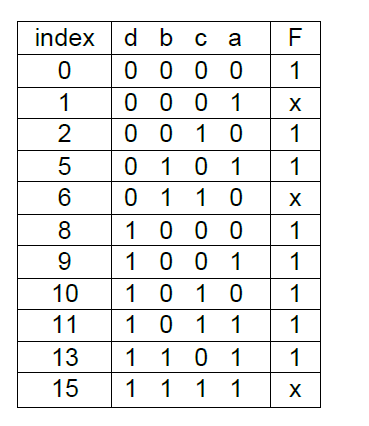 index d b c a F
0 0 0 0 0 1
1 0 0 0 1 x
2 0 0 1 0 1
5 0 1 0 1 1
6 0 1 1 0 x
8 1 0 0 0 1
9 1 0 0 1 1
10 1 0 1 0 1
11 1 0 1 1 1
13 1 1 0 1 1
15 1 1 1 1 x